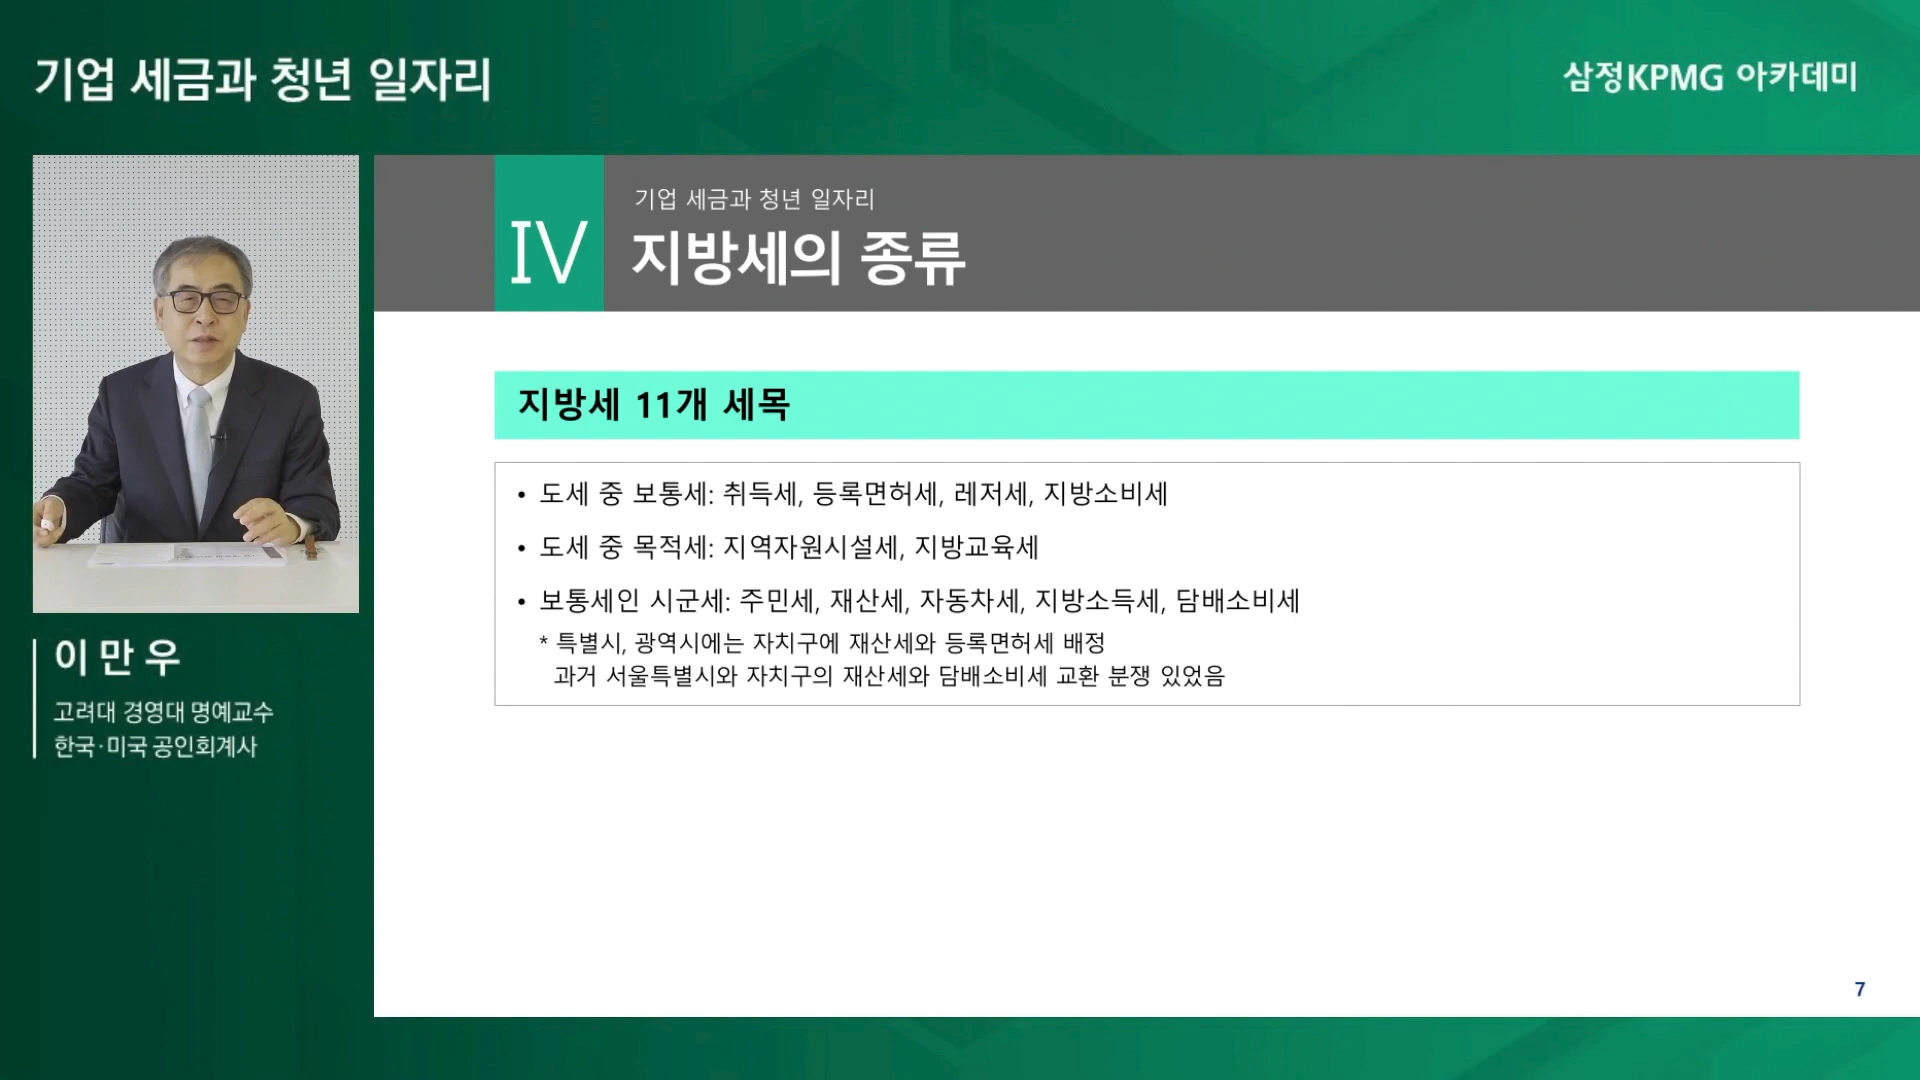 기업 세금과 청년 일자리
삼정KPMG 아카데미
기업 세금과 청년 일자리
IV 지방세의 종류
지방세 11개 세목
• 도세 중 보통세: 취득세, 등록면허세, 레저세, 지방소비세
• 도세 중 목적세: 지역자원시설세, 지방교육세
• 보통세인 시군세: 주민세, 재산세, 자동차세, 지방소득세, 담배소비세
* 특별시, 광역시에는 자치구에 재산세와 등록면허세 배정
과거 서울특별시와 자치구의 재산세와 담배소비세 교환 분쟁 있었음
이만우
고려대 경영대 명예교수
한국·미국 공인회계사
7